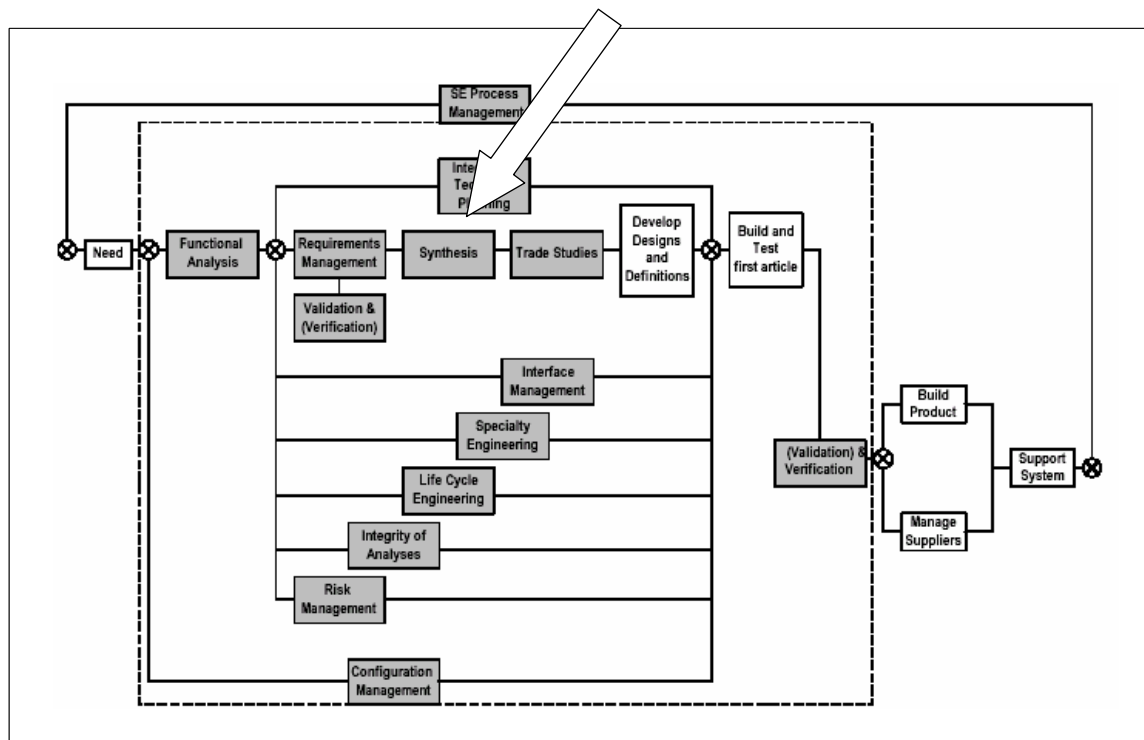 SE Process
Management
Need
Functional
Analysis
Requirements
Management
Validation &
(Verification)
Synthesis
Trade Studies
Develop
Designs
and
Definitions
Build and
Test
first article
Interface
Management
Specialty
Engineering
Life Cycle
Engineering
Integrity of
Analyses
Risk
Management
Configuration
Management
(Validation) &
Verification
Build
Product
Manage
Suppliers
Support
System